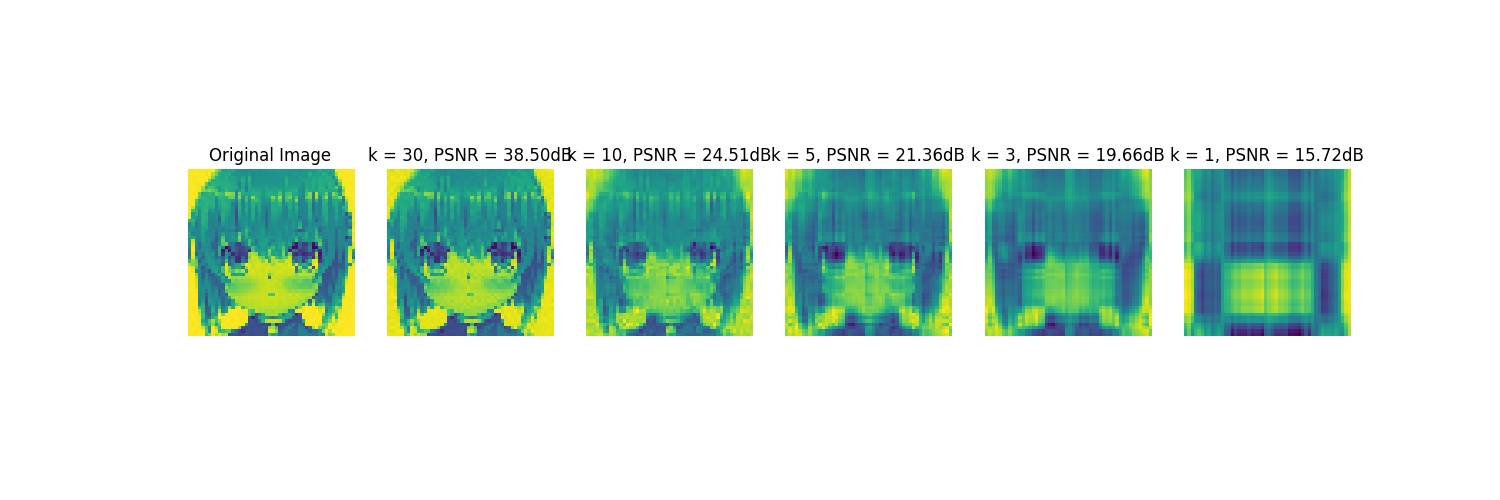 Original Image
k = 30, PSNR = 38.50dB
k = 10, PSNR = 24.51dB
k = 5, PSNR = 21.36dB
k = 3, PSNR = 19.66dB
k = 1, PSNR = 15.72dB